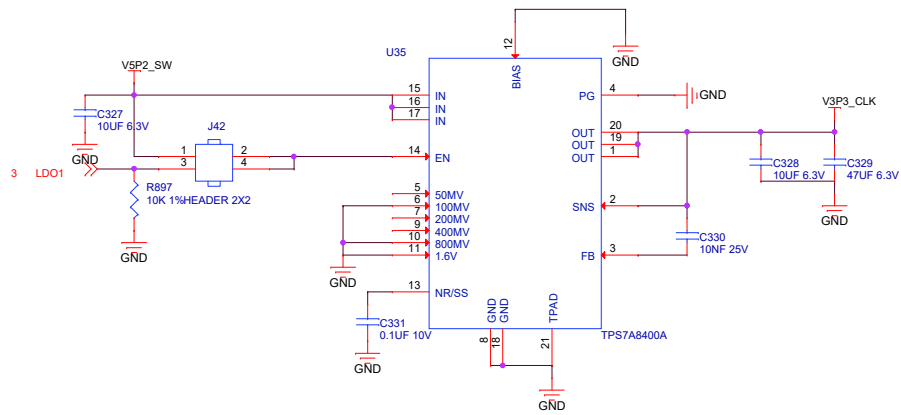 12
GND
U35
BIAS
V5P2_SW
15 IN
16 IN
17 IN
PG 4
GND
V3P3_CLK
C327
10UF 6.3V
GND
J42
1 2
3 4
14 EN
OUT 20
OUT 19
OUT 1
C328
10UF 6.3V
C329
47UF 6.3V
GND
3 LDO1
R897
10K 1%
HEADER 2X2
GND
5 50MV
6 100MV
7 200MV
9 400MV
10 800MV
11 1.6V
GND
SNS 2
C330
10NF 25V
FB 3
13 NR/SS
C331
0.1UF 10V
GND
GND
GND
TPAD
8
18
21
TPS7A8400A
GND